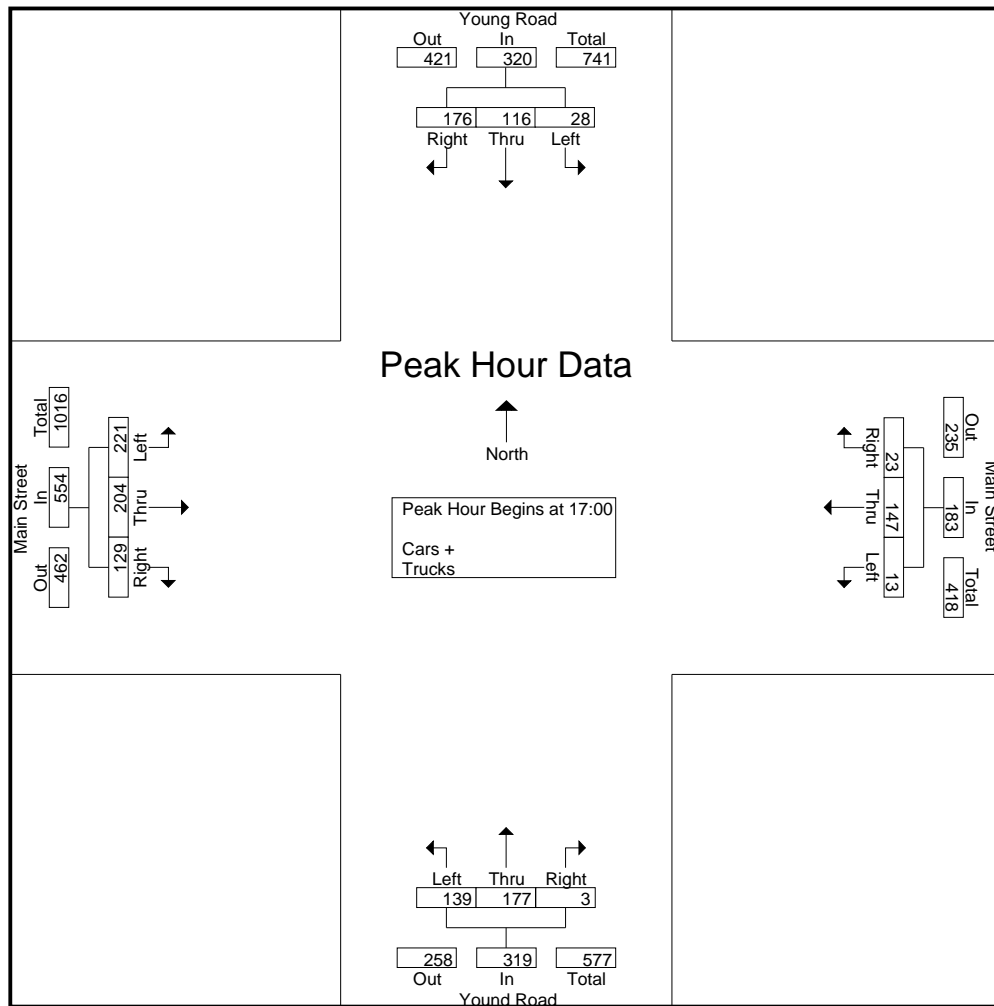 Young Road
Out In Total
421 320 741
176 116 28
Right Thru Left
Peak Hour Data
North
Peak Hour Begins at 17:00
Cars +
Trucks
Main Street
Out In Total
462 554 1016
129 204 221
Right Thru Left
Main Street
Out In Total
235 183 418
23 147 13
Right Thru Left
Left Thru Right
139 177 3
258 319 577
Out In Total
Yound Road